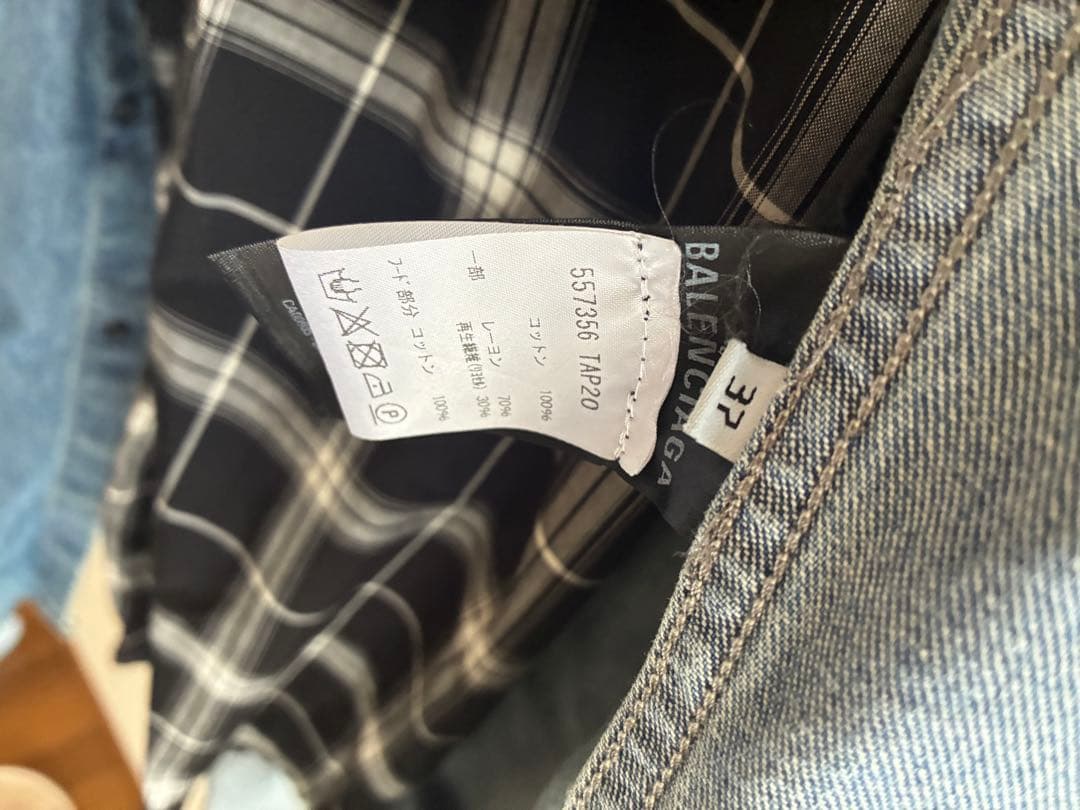 BALENCIAGA
37
557356 TAP20
コットン 100%
一部 レーヨン 70%
再生繊維(リヨセル) 30%
フード部分 コットン 100%